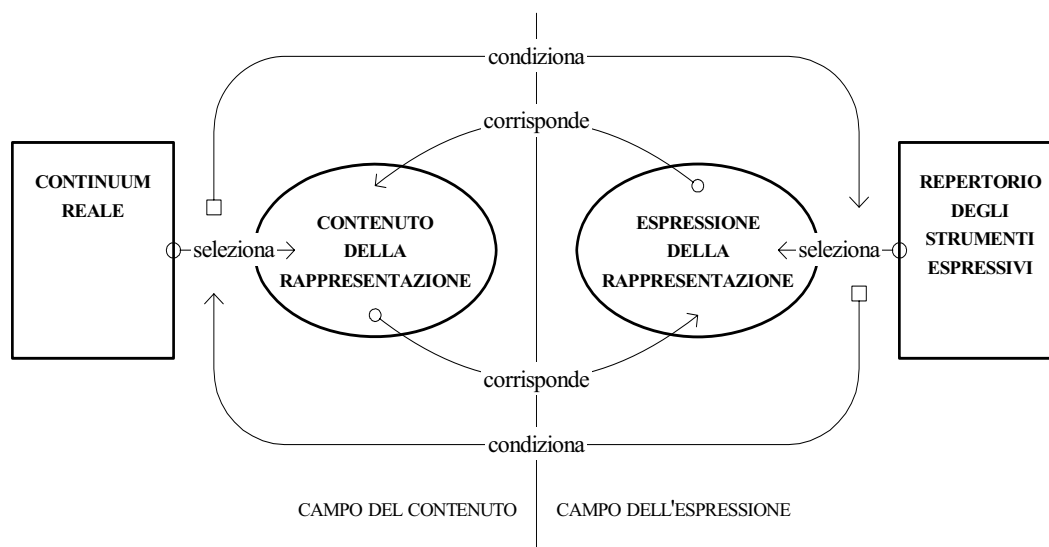 condiziona
corrisponde
CONTINUUM
REALE
seleziona
CONTENUTO
DELLA
RAPPRESENTAZIONE
ESPRESSIONE
DELLA
RAPPRESENTAZIONE
seleziona
REPERTORIO
DEGLI
STRUMENTI
ESPRESSIVI
corrisponde
condiziona
CAMPO DEL CONTENUTO
CAMPO DELL'ESPRESSIONE